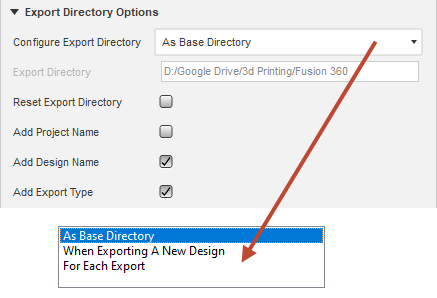 Export Directory Options
Configure Export Directory As Base Directory
Export Directory D:/Google Drive/3d Printing/Fusion 360
Reset Export Directory
Add Project Name
Add Design Name
Add Export Type
As Base Directory
When Exporting A New Design
For Each Export